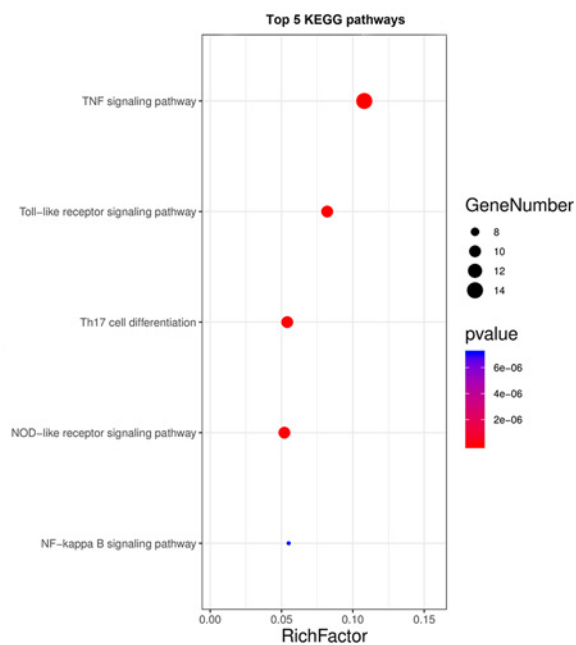 Top 5 KEGG pathways
TNF signaling pathway
Toll-like receptor signaling pathway
Th17 cell differentiation
NOD-like receptor signaling pathway
NF-kappa B signaling pathway
0.00 0.05 0.10 0.15
RichFactor
GeneNumber
8
10
12
14
pvalue
6e-06
4e-06
2e-06